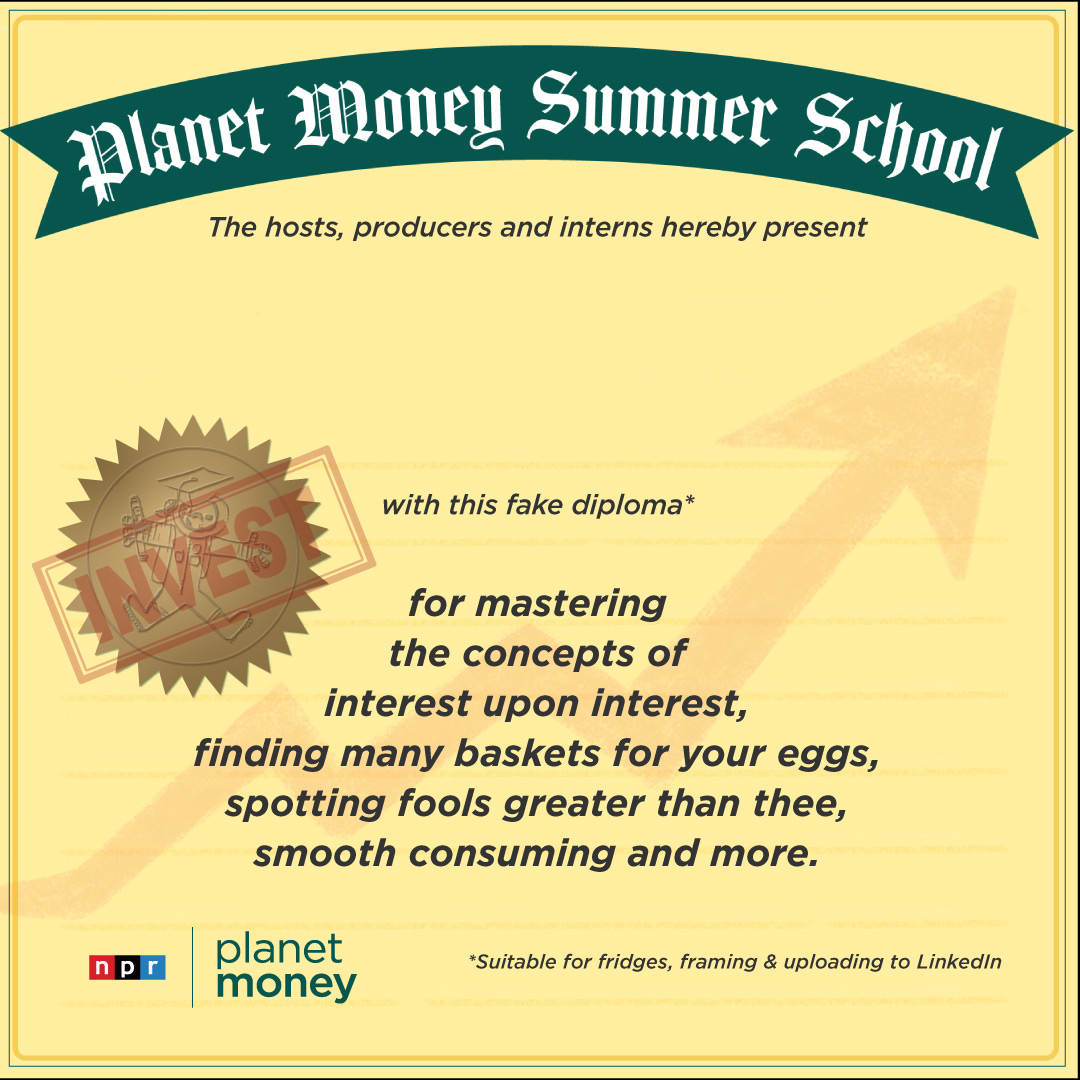 Planet Money Summer School
The hosts, producers and interns hereby present
INVEST
with this fake diploma*
for mastering
the concepts of
interest upon interest,
finding many baskets for your eggs,
spotting fools greater than thee,
smooth consuming and more.
npr
planet
money
*Suitable for fridges, framing & uploading to LinkedIn